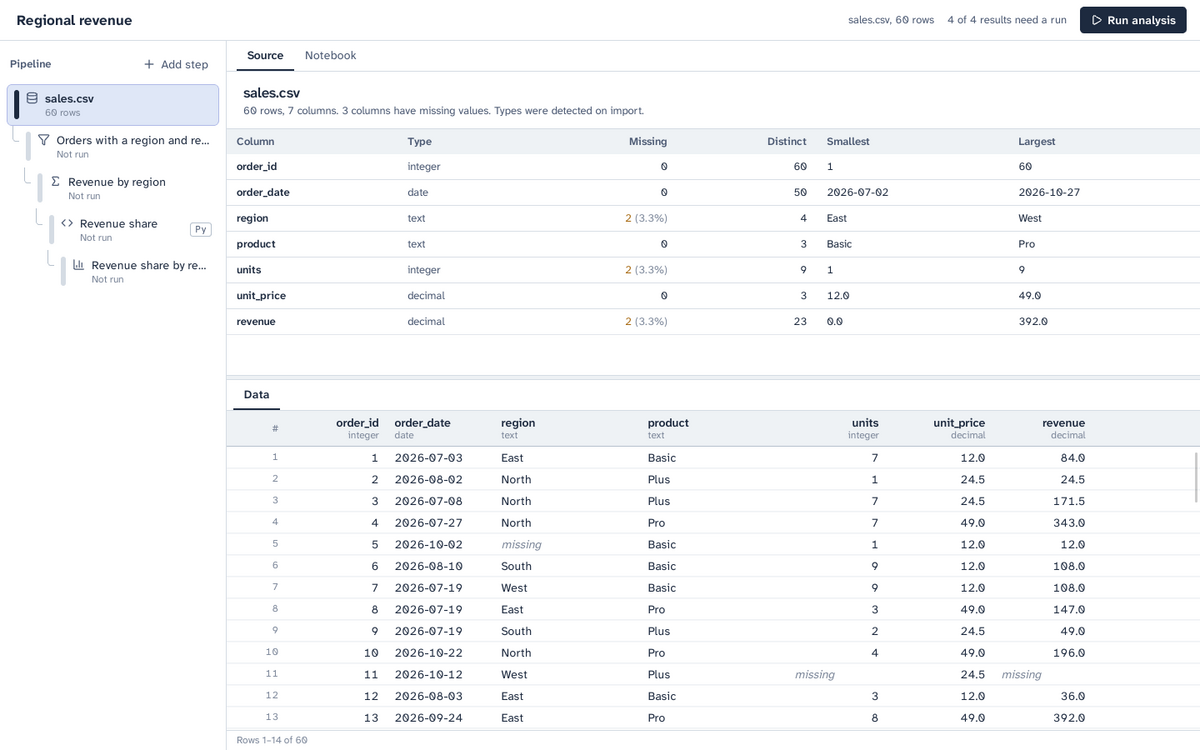 Regional revenue
sales.csv, 60 rows 4 of 4 results need a run Run analysis
Pipeline Add step
sales.csv
60 rows
Orders with a region and re...
Not run
Revenue by region
Not run
Revenue share
Not run
Py
Revenue share by re...
Not run
Source Notebook
sales.csv
60 rows, 7 columns. 3 columns have missing values. Types were detected on import.
Column Type Missing Distinct Smallest Largest
order_id integer 0 60 1 60
order_date date 0 50 2026-07-02 2026-10-27
region text 2 (3.3%) 4 East West
product text 0 3 Basic Pro
units integer 2 (3.3%) 9 1 9
unit_price decimal 0 3 12.0 49.0
revenue decimal 2 (3.3%) 23 0.0 392.0
Data
# order_id order_date region product units unit_price revenue
integer date text text integer decimal decimal
1 1 2026-07-03 East Basic 7 12.0 84.0
2 2 2026-08-02 North Plus 1 24.5 24.5
3 3 2026-07-08 North Plus 7 24.5 171.5
4 4 2026-07-27 North Pro 7 49.0 343.0
5 5 2026-10-02 missing Basic 1 12.0 12.0
6 6 2026-08-10 South Basic 9 12.0 108.0
7 7 2026-07-19 West Basic 9 12.0 108.0
8 8 2026-07-19 East Pro 3 49.0 147.0
9 9 2026-07-19 South Plus 2 24.5 49.0
10 10 2026-10-22 North Pro 4 49.0 196.0
11 11 2026-10-12 West Plus missing 24.5 missing
12 12 2026-08-03 East Basic 3 12.0 36.0
13 13 2026-09-24 East Pro 8 49.0 392.0
Rows 1–14 of 60